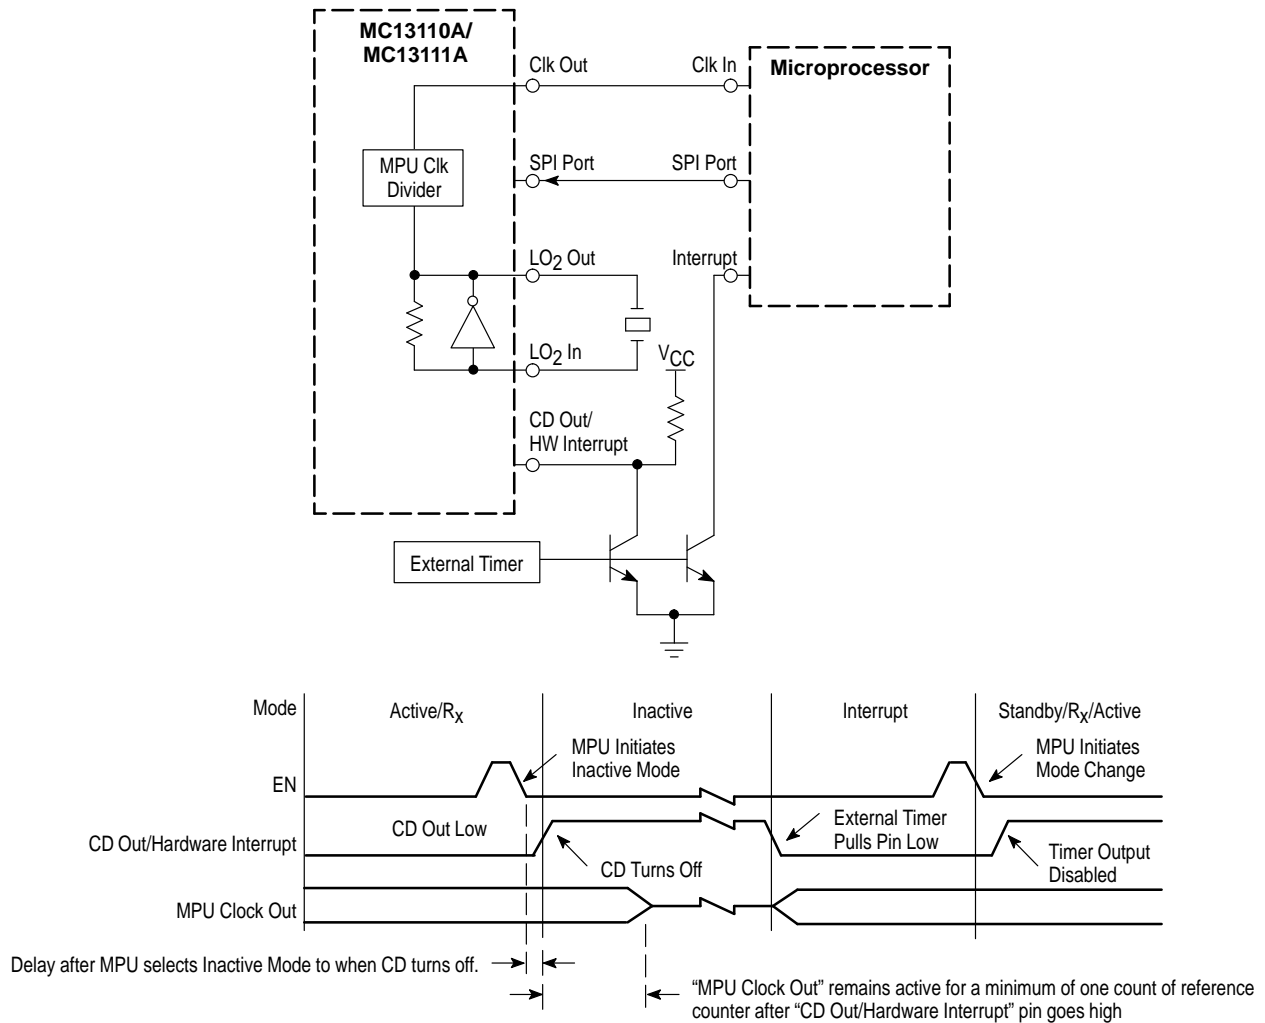 MC13110A/
MC13111A
Microprocessor
Clk Out
Clk In
MPU Clk
Divider
SPI Port
SPI Port
LO2 Out
Interrupt
LO2 In
VCC
CD Out/
HW Interrupt
External Timer
Mode
Active/Rx
Inactive
Interrupt
Standby/Rx/Active
EN
MPU Initiates
Inactive Mode
MPU Initiates
Mode Change
CD Out/Hardware Interrupt
CD Out Low
CD Turns Off
External Timer
Pulls Pin Low
Timer Output
Disabled
MPU Clock Out
Delay after MPU selects Inactive Mode to when CD turns off.
“MPU Clock Out” remains active for a minimum of one count of reference
counter after “CD Out/Hardware Interrupt” pin goes high